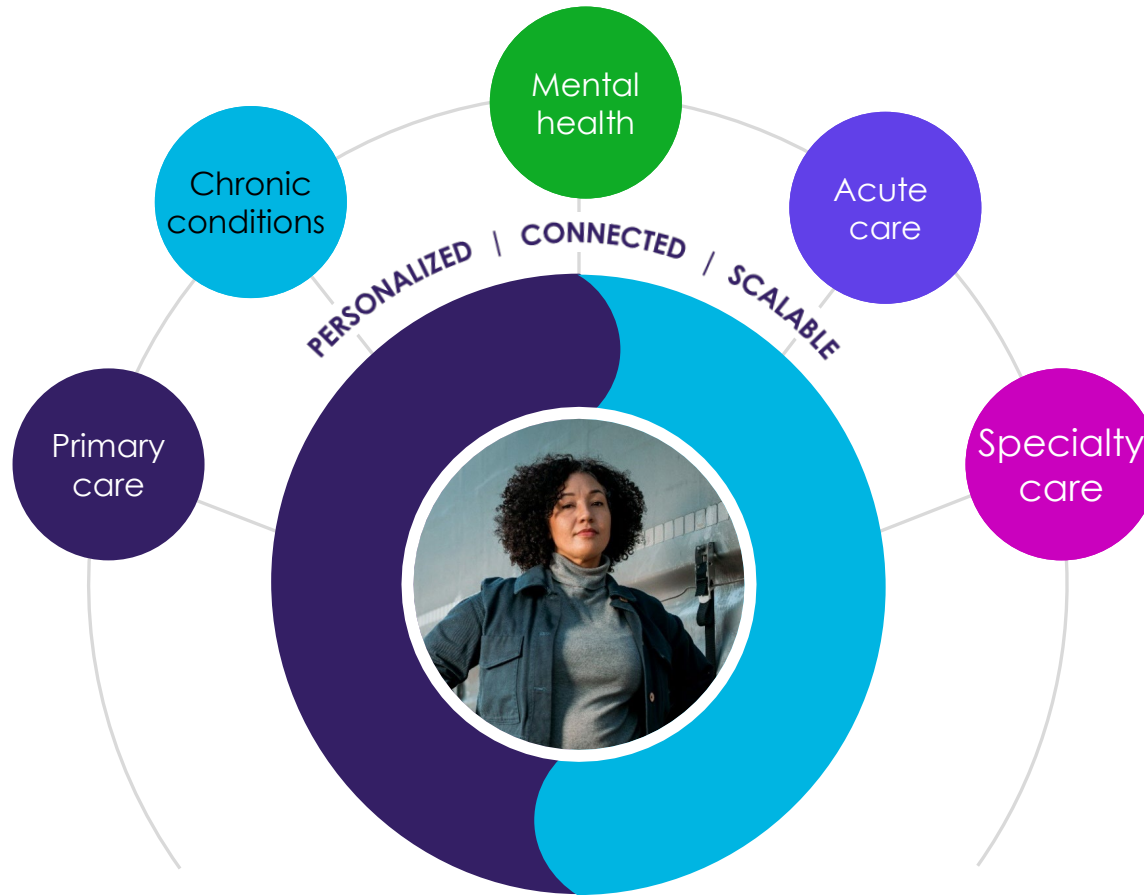 Mental
health
Chronic
conditions
Acute
care
PERSONALIZED | CONNECTED | SCALABLE
Primary
care
Specialty
care